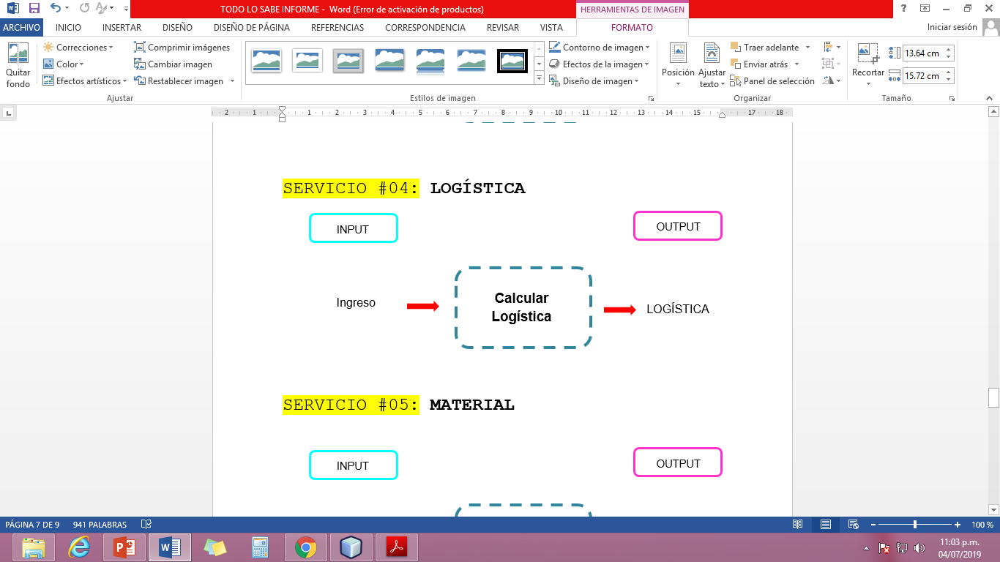 TODO LO SABE INFORME - Word (Error de activación de productos)
HERRAMIENTAS DE IMAGEN
ARCHIVO INICIO INSERTAR DISEÑO DISEÑO DE PÁGINA REFERENCIAS CORRESPONDENCIA REVISAR VISTA FORMATO Iniciar sesión
Quitar fondo
Correcciones
Color
Efectos artísticos
Comprimir imágenes
Cambiar imagen
Restablecer imagen
Ajustar
Estilos de imagen
Contorno de imagen
Efectos de la imagen
Diseño de imagen
Posición
Ajustar texto
Traer adelante
Enviar atrás
Panel de selección
Organizar
Recortar
13.64 cm
15.72 cm
Tamaño
2 1 1 2 3 4 5 6 7 8 9 10 11 12 13 14 15 17 18
SERVICIO #04: LOGÍSTICA
INPUT OUTPUT
Ingreso
Calcular
Logística
LOGÍSTICA
SERVICIO #05: MATERIAL
INPUT OUTPUT
PÁGINA 7 DE 9 941 PALABRAS 100 %
11:03 p.m.
04/07/2019